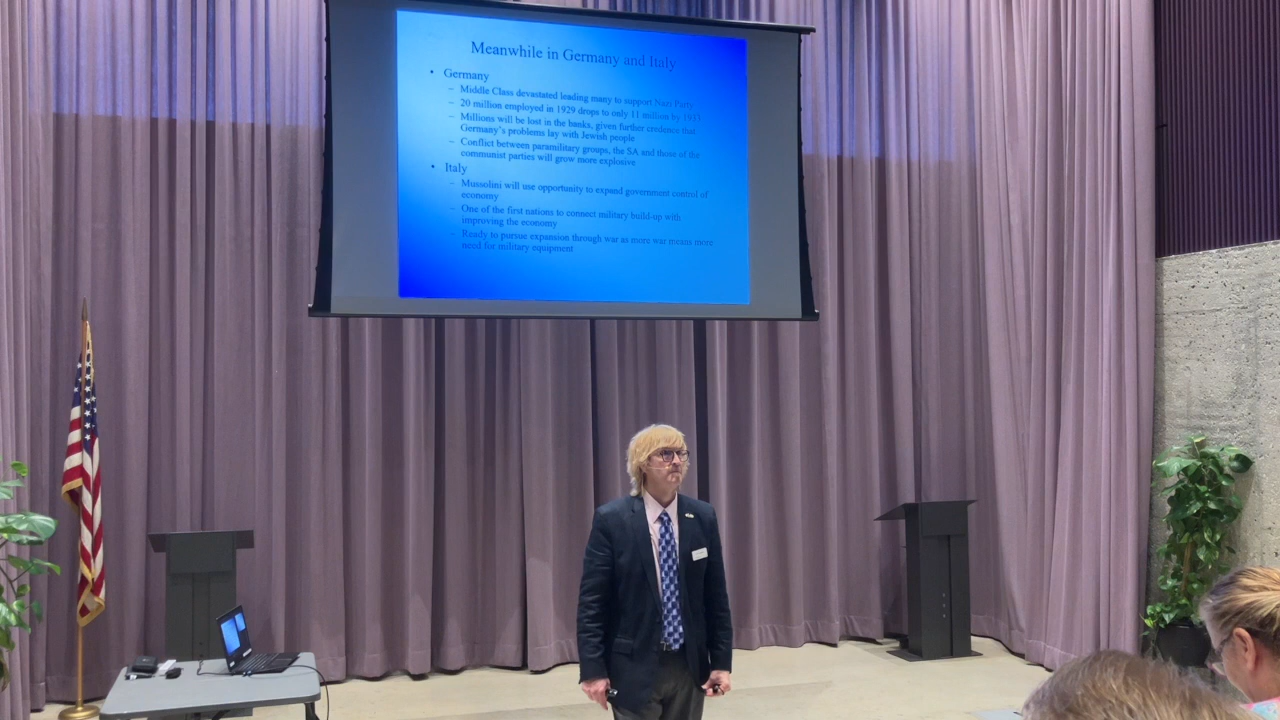 Meanwhile in Germany and Italy
• Germany
– Middle Class devastated leading many to support Nazi Party
– 20 million employed in 1929 drops to only 11 million by 1933
– Millions will be lost in the banks, given further credence that
Germany's problems lay with Jewish people
– Conflict between paramilitary groups, the SA and those of the
communist parties will grow more explosive
• Italy
– Mussolini will use opportunity to expand government control of
economy
– One of the first nations to connect military build-up with
improving the economy
– Ready to pursue expansion through war as more war means more
need for military equipment